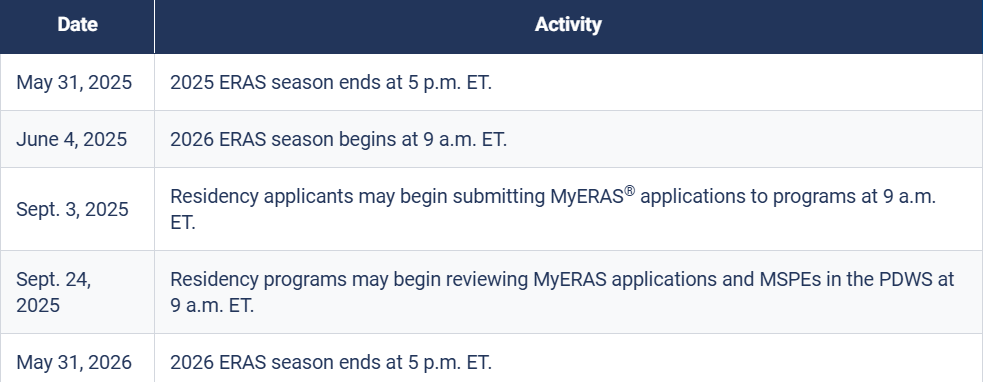 Date Activity
May 31, 2025 2025 ERAS season ends at 5 p.m. ET.
June 4, 2025 2026 ERAS season begins at 9 a.m. ET.
Sept. 3, 2025 Residency applicants may begin submitting MyERAS® applications to programs at 9 a.m.
ET.
Sept. 24,
2025
Residency programs may begin reviewing MyERAS applications and MSPEs in the PDWS at
9 a.m. ET.
May 31, 2026 2026 ERAS season ends at 5 p.m. ET.